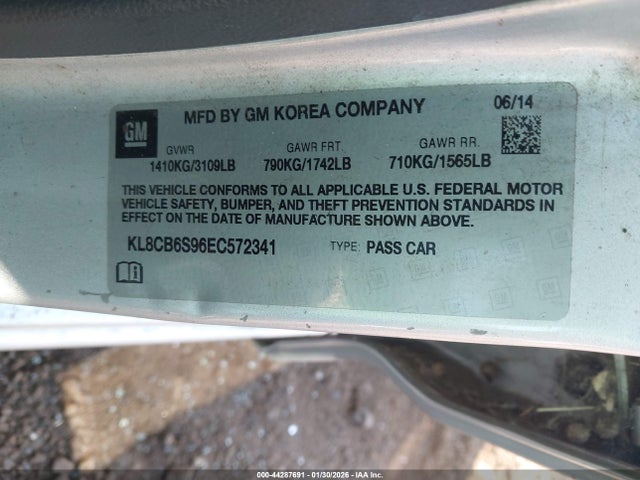 MFD BY GM KOREA COMPANY 06/14
GM
GVWR GAWR FRT. GAWR RR.
1410KG/3109LB 790KG/1742LB 710KG/1565LB
THIS VEHICLE CONFORMS TO ALL APPLICABLE U.S. FEDERAL MOTOR
VEHICLE SAFETY, BUMPER, AND THEFT PREVENTION STANDARDS IN
EFFECT ON THE DATE OF MANUFACTURE SHOWN ABOVE.
KL8CB6S96EC572341 TYPE: PASS CAR
000-44287691 - 01/30/2026 - IAA Inc.